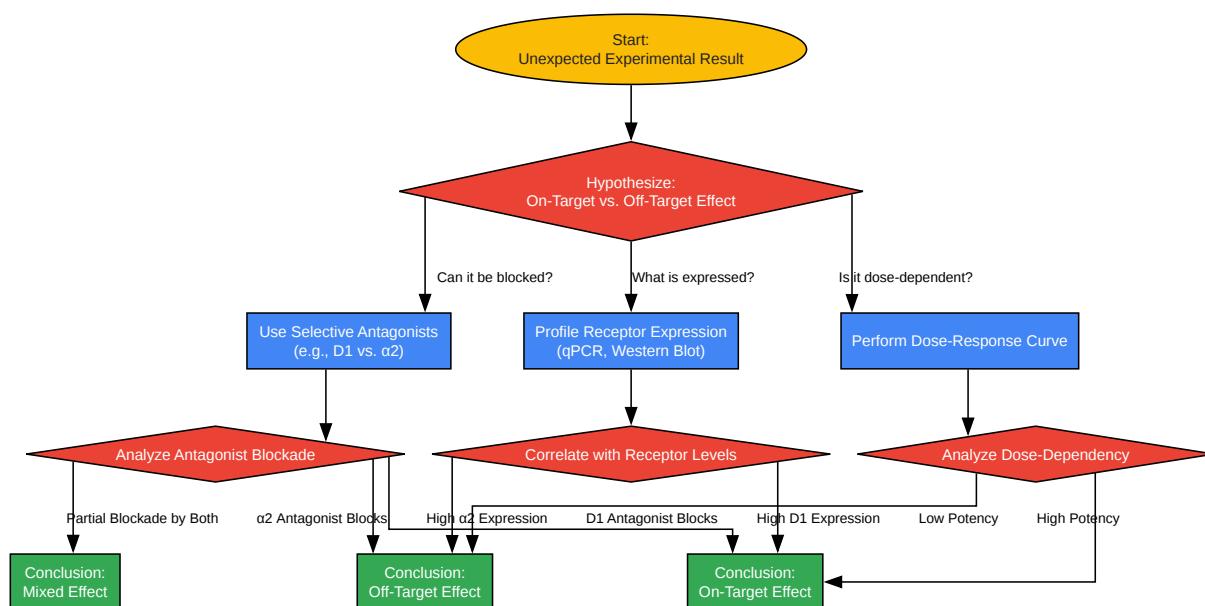 Start:
Unexpected Experimental Result
Hypothesize:
On-Target vs. Off-Target Effect
Can it be blocked?
What is expressed?
Is it dose-dependent?
Use Selective Antagonists
(e.g., D1 vs. α2)
Profile Receptor Expression
(qPCR, Western Blot)
Perform Dose-Response Curve
Analyze Antagonist Blockade
Correlate with Receptor Levels
Analyze Dose-Dependency
Partial Blockade by Both
α2 Antagonist Blocks
High α2 Expression
D1 Antagonist Blocks
High D1 Expression
Low Potency
High Potency
Conclusion:
Mixed Effect
Conclusion:
Off-Target Effect
Conclusion:
On-Target Effect